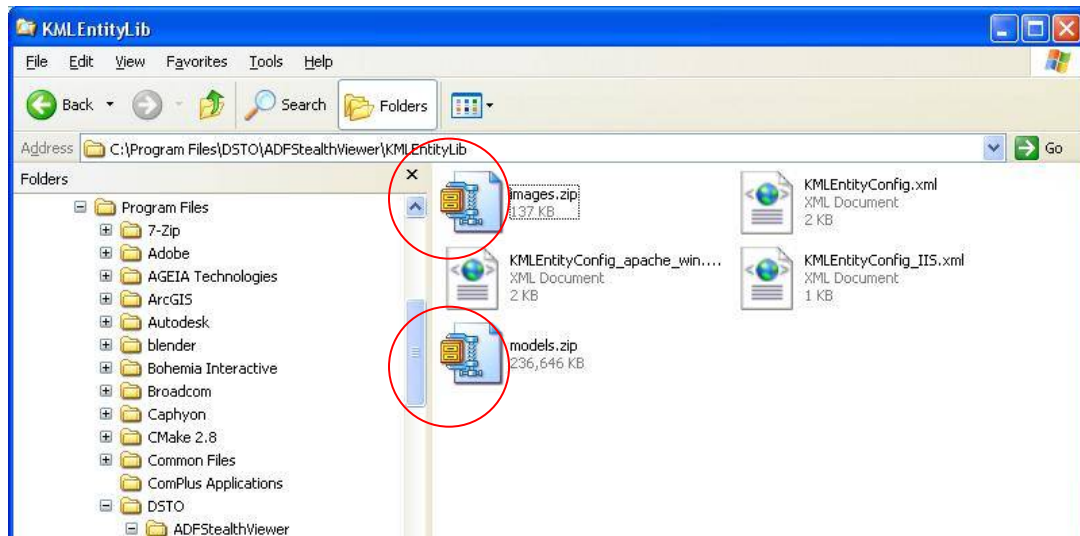 KMLEntityLib
File Edit View Favorites Tools Help
Back Search Folders
Address C:\Program Files\DSTO\ADFStealthViewer\KMLEntityLib Go
Folders
Program Files
7-Zip
Adobe
AGEIA Technologies
ArcGIS
Autodesk
blender
Bohemia Interactive
Broadcom
Caphyon
CMake 2.8
Common Files
ComPlus Applications
DSTO
ADFStealthViewer
images.zip
137 KB
KMLEntityConfig.xml
XML Document
2 KB
KMLEntityConfig_apache_win....
XML Document
2 KB
KMLEntityConfig_IIS.xml
XML Document
1 KB
models.zip
236,646 KB